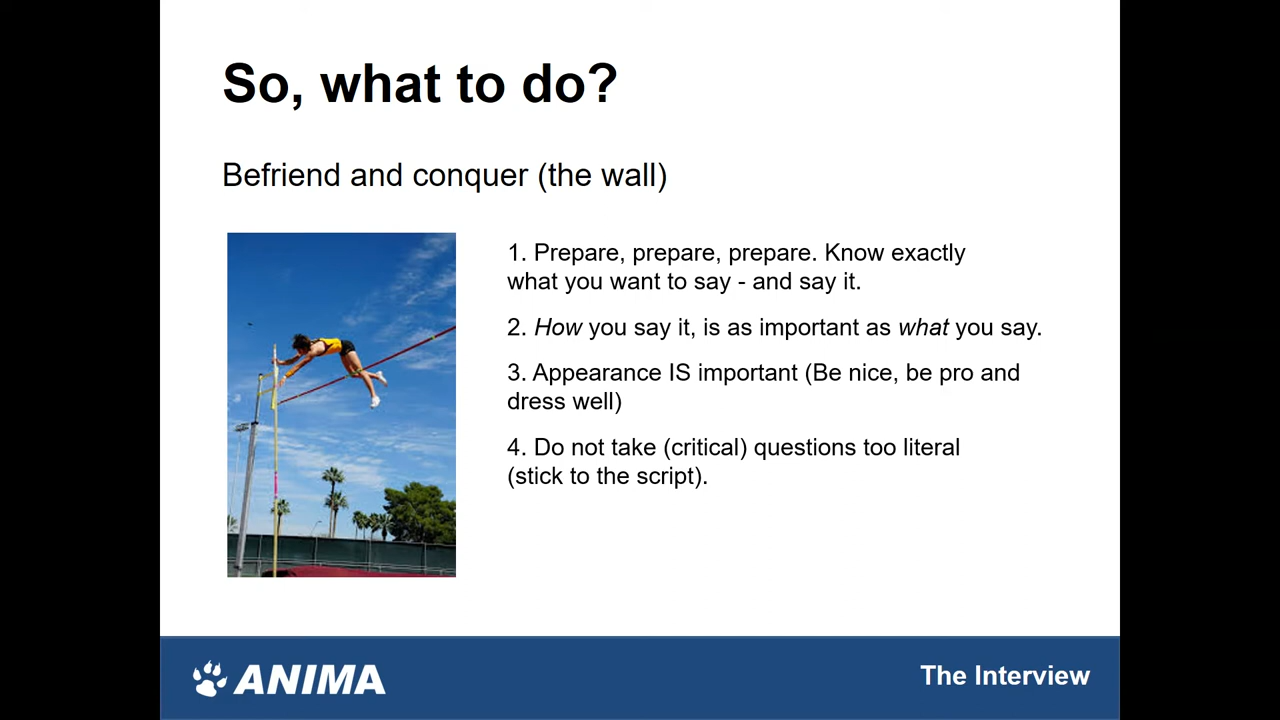 So, what to do?
Befriend and conquer (the wall)
1. Prepare, prepare, prepare. Know exactly
what you want to say - and say it.
2. How you say it, is as important as what you say.
3. Appearance IS important (Be nice, be pro and
dress well)
4. Do not take (critical) questions too literal
(stick to the script).
ANIMA
The Interview